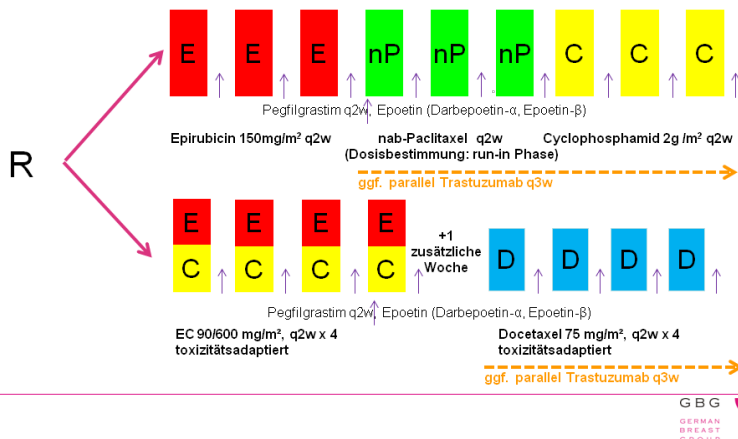 E E E nP nP nP C C C
Pegfilgrastim q2w, Epoetin (Darbepoetin-α, Epoetin-β)
Epirubicin 150mg/m² q2w
nab-Paclitaxel q2w
(Dosisbestimmung: run-in Phase)
Cyclophosphamid 2g /m² q2w
ggf. parallel Trastuzumab q3w
R
E E E E
C C C C
+1
zusätzliche
Woche
D D D D
Pegfilgrastim q2w, Epoetin (Darbepoetin-α, Epoetin-β)
EC 90/600 mg/m², q2w x 4
toxizitätsadaptiert
Docetaxel 75 mg/m², q2w x 4
toxizitätsadaptiert
ggf. parallel Trastuzumab q3w
GBG
GERMAN
BREAST
GROUP